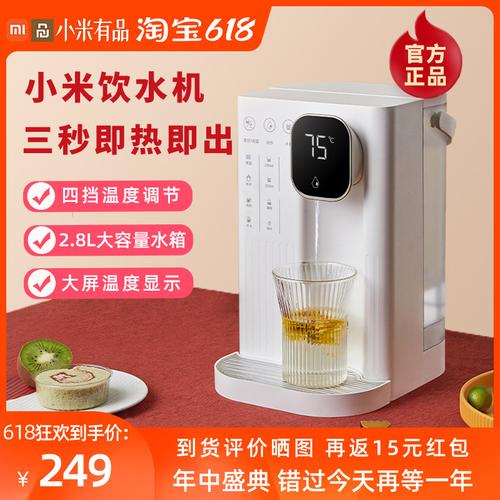 小米有品 淘宝618
官方
正品
小米饮水机
三秒即热即出
四挡温度调节
2.8L大容量水箱
大屏温度显示
75℃
618狂欢到手价:
¥249
到货评价晒图 再返15元红包
年中盛典 错过今天再等一年